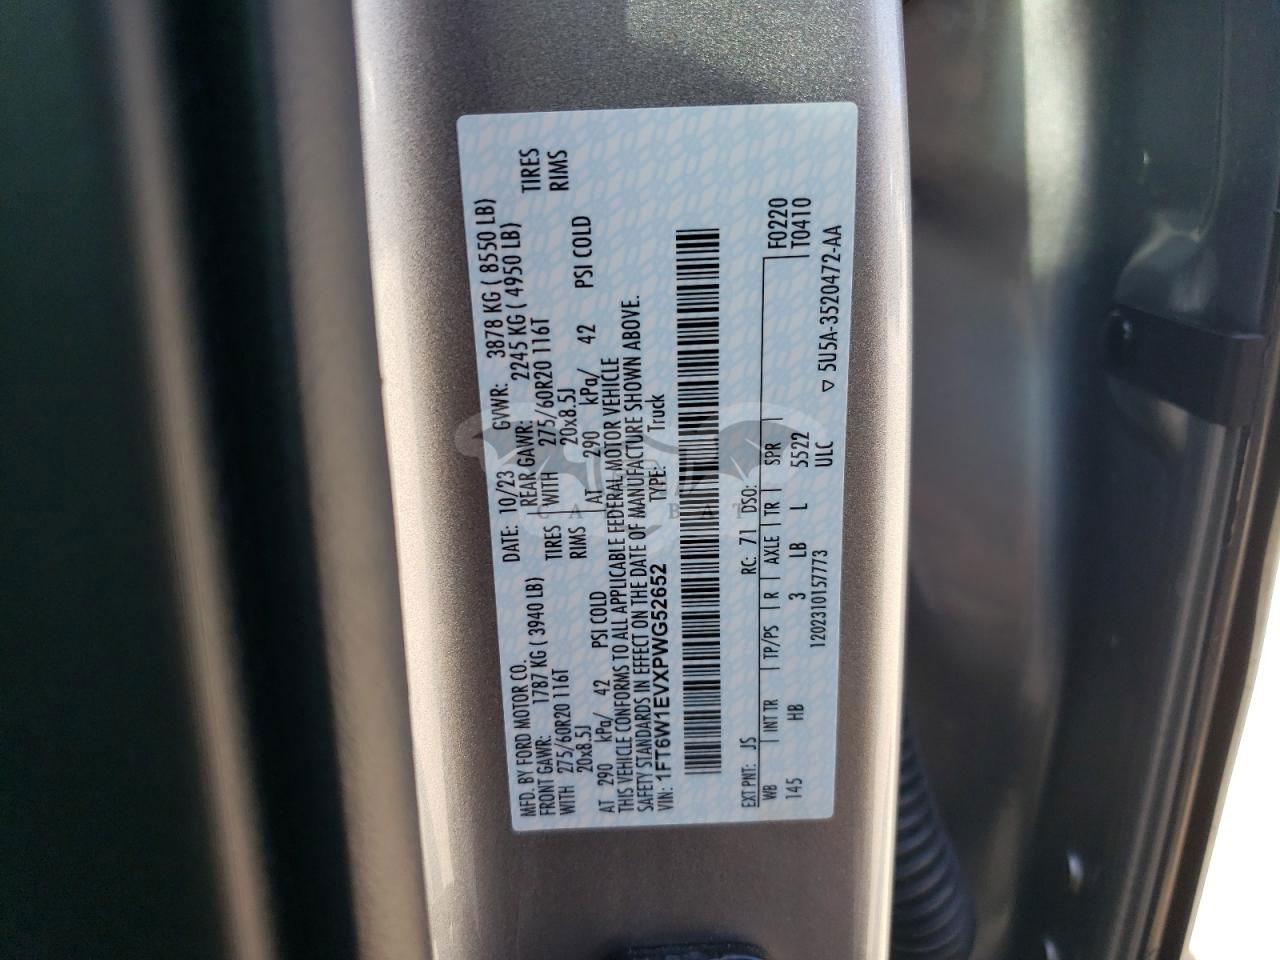 MFD. BY FORD MOTOR CO. DATE: 10/23 GVWR: 3878 KG ( 8550 LB)
FRONT GAWR: 1787 KG ( 3940 LB) REAR GAWR: 2245 KG ( 4950 LB)
WITH 275/60R20 116T TIRES WITH 275/60R20 116T TIRES
20x8.5J RIMS 20x8.5J RIMS
AT 290 kPa/ 42 PSI COLD AT 290 kPa/ 42 PSI COLD
THIS VEHICLE CONFORMS TO ALL APPLICABLE FEDERAL MOTOR VEHICLE
SAFETY STANDARDS IN EFFECT ON THE DATE OF MANUFACTURE SHOWN ABOVE.
VIN: 1FT6W1EVXPWG52652 TYPE: Truck
EXT PNT: JS RC: 71 DSO: F0220
WB INT TR TP/PS R AXLE TR SPR T0410
145 HB 3 LB L 5522
120231015​7773 ULC ▽ 5U5A-3520472-AA